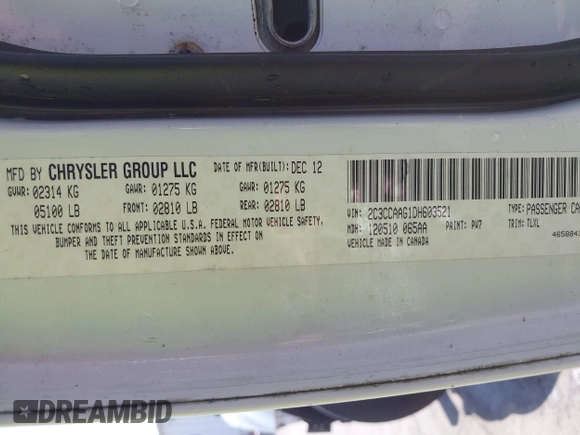 MFD BY CHRYSLER GROUP LLC DATE OF MFR(BUILT): DEC 12
GVWR: 02314 KG GAWR: 01275 KG GAWR: 01275 KG
05100 LB FRONT: 02810 LB REAR: 02810 LB
THIS VEHICLE CONFORMS TO ALL APPLICABLE U.S.A. FEDERAL MOTOR VEHICLE SAFETY,
BUMPER AND THEFT PREVENTION STANDARDS IN EFFECT ON
THE DATE OF MANUFACTURE SHOWN ABOVE.
VIN: 2C3CCAAG1DH603521 TYPE: PASSENGER CAR
MDH: 120510 065AA PAINT: PW7 TRIM: TLXL
VEHICLE MADE IN CANADA
DREAMBID